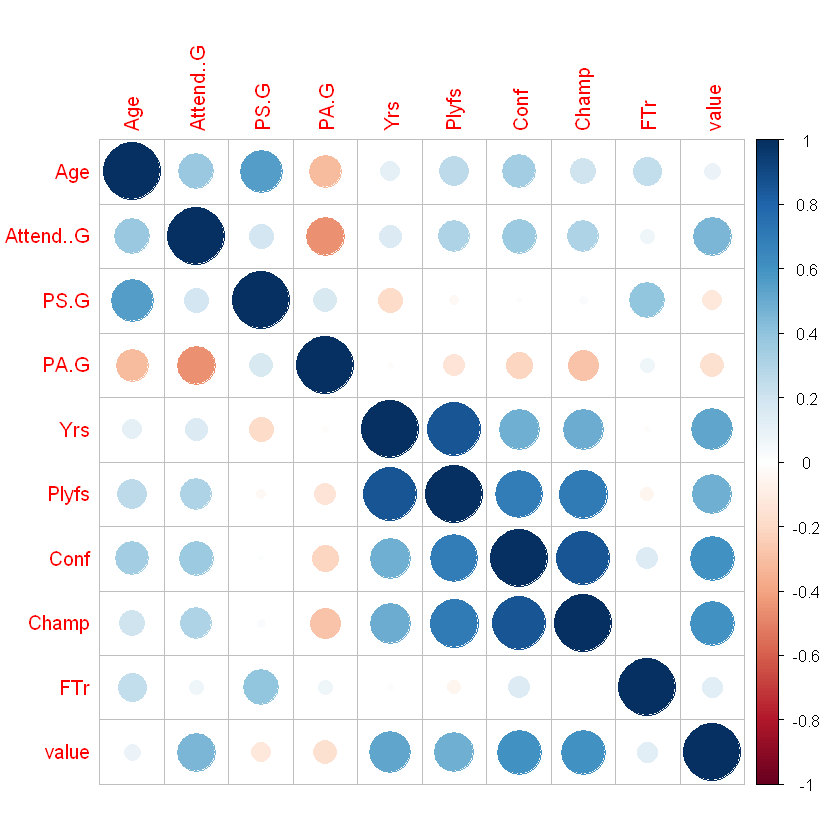 Age Attend..G PS.G PA.G Yrs Plyfs Conf Champ FTr value
Age
Attend..G
PS.G
PA.G
Yrs
Plyfs
Conf
Champ
FTr
value
1
0.8
0.6
0.4
0.2
0
-0.2
-0.4
-0.6
-0.8
-1